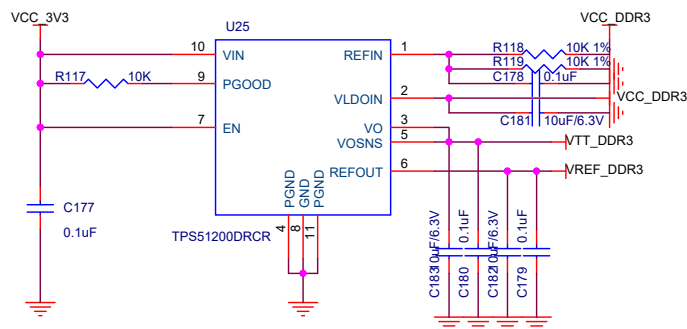 VCC_3V3
U25
VCC_DDR3
10 VIN
REFIN 1
R118 10K 1%
R119 10K 1%
R117 10K
9 PGOOD
C178 0.1uF
VLDOIN 2
VCC_DDR3
C181 10uF/6.3V
7 EN
VO 3
VOSNS 5
VTT_DDR3
REFOUT 6
VREF_DDR3
PGND
GND
PGND
4
8
11
TPS51200DRCR
C177
0.1uF
C183 10uF/6.3V
C180 0.1uF
C182 10uF/6.3V
C179 0.1uF